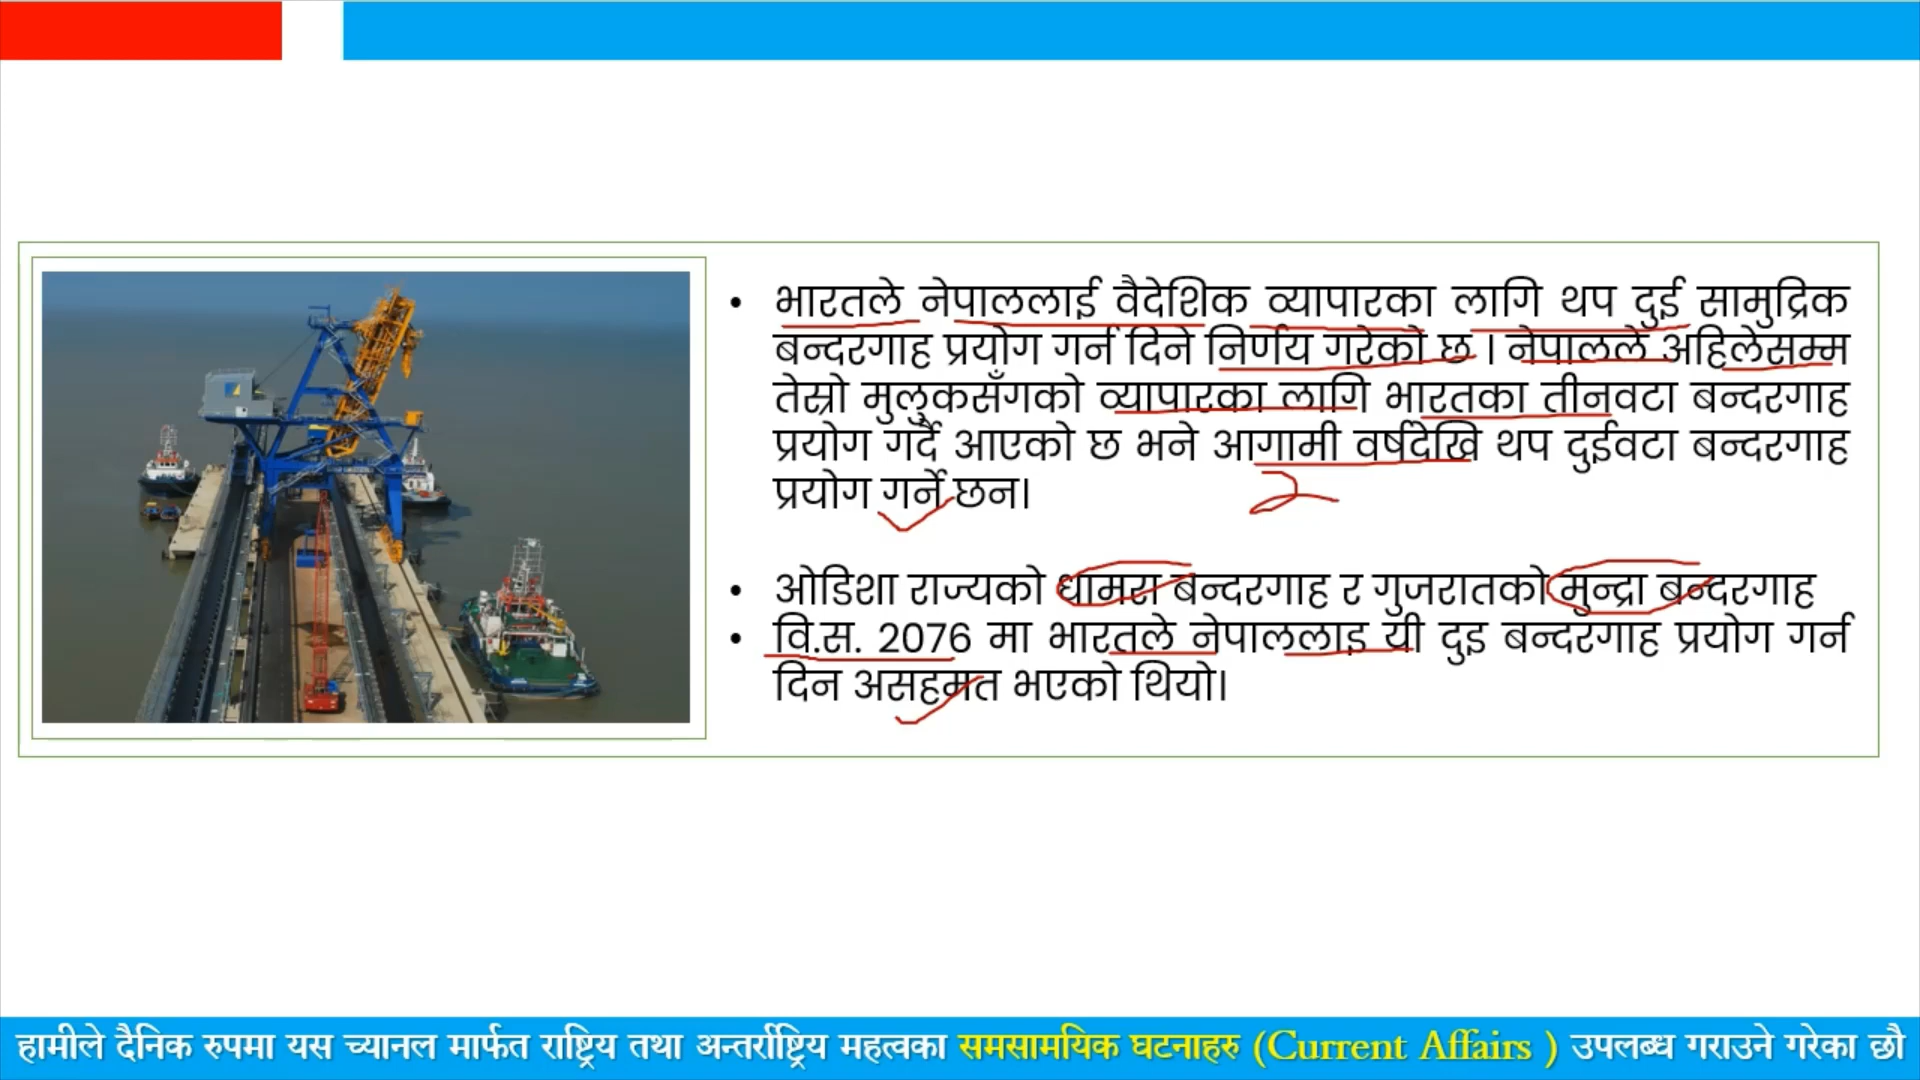 • भारतले नेपाललाई वैदेशिक व्यापारका लागि थप दुई सामुद्रिक
बन्दरगाह प्रयोग गर्न दिने निर्णय गरेको छ । नेपालले अहिलेसम्म
तेस्रो मुलुकसँगको व्यापारका लागि भारतका तीनवटा बन्दरगाह
प्रयोग गर्दै आएको छ भने आगामी वर्षदेखि थप दुईवटा बन्दरगाह
प्रयोग गर्ने छन।
2
• ओडिशा राज्यको धामरा बन्दरगाह र गुजरातको मुन्द्रा बन्दरगाह
• वि.स. 2076 मा भारतले नेपाललाइ यी दुइ बन्दरगाह प्रयोग गर्न
दिन असहमत भएको थियो।
हामीले दैनिक रुपमा यस च्यानल मार्फत राष्ट्रिय तथा अन्तर्राष्ट्रिय महत्वका समसामयिक घटनाहरु (Current Affairs ) उपलब्ध गराउने गरेका छौ